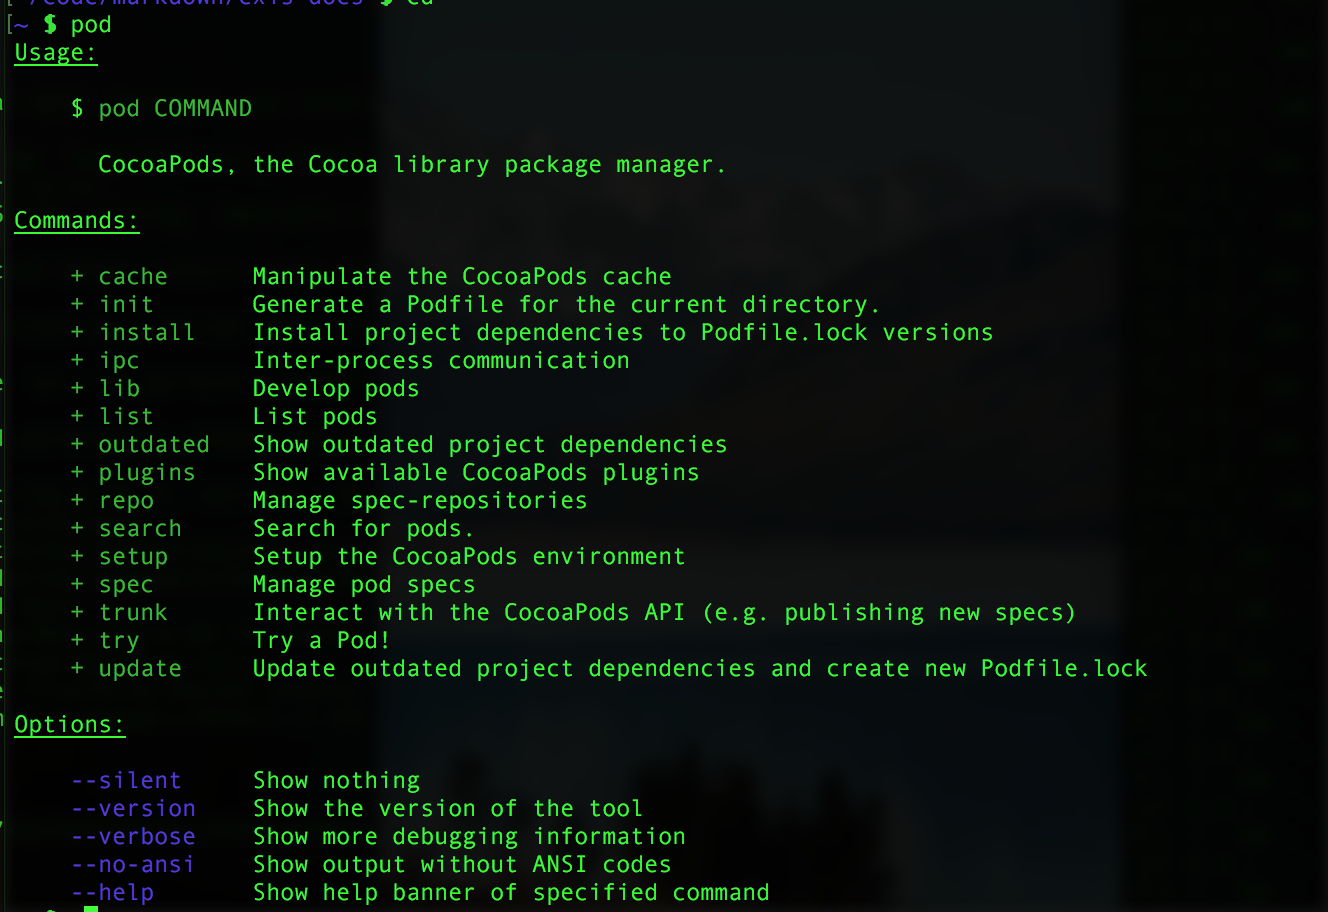 [~ $ pod
Usage:
$ pod COMMAND
CocoaPods, the Cocoa library package manager.
Commands:
+ cache Manipulate the CocoaPods cache
+ init Generate a Podfile for the current directory.
+ install Install project dependencies to Podfile.lock versions
+ ipc Inter-process communication
+ lib Develop pods
+ list List pods
+ outdated Show outdated project dependencies
+ plugins Show available CocoaPods plugins
+ repo Manage spec-repositories
+ search Search for pods.
+ setup Setup the CocoaPods environment
+ spec Manage pod specs
+ trunk Interact with the CocoaPods API (e.g. publishing new specs)
+ try Try a Pod!
+ update Update outdated project dependencies and create new Podfile.lock
Options:
--silent Show nothing
--version Show the version of the tool
--verbose Show more debugging information
--no-ansi Show output without ANSI codes
--help Show help banner of specified command